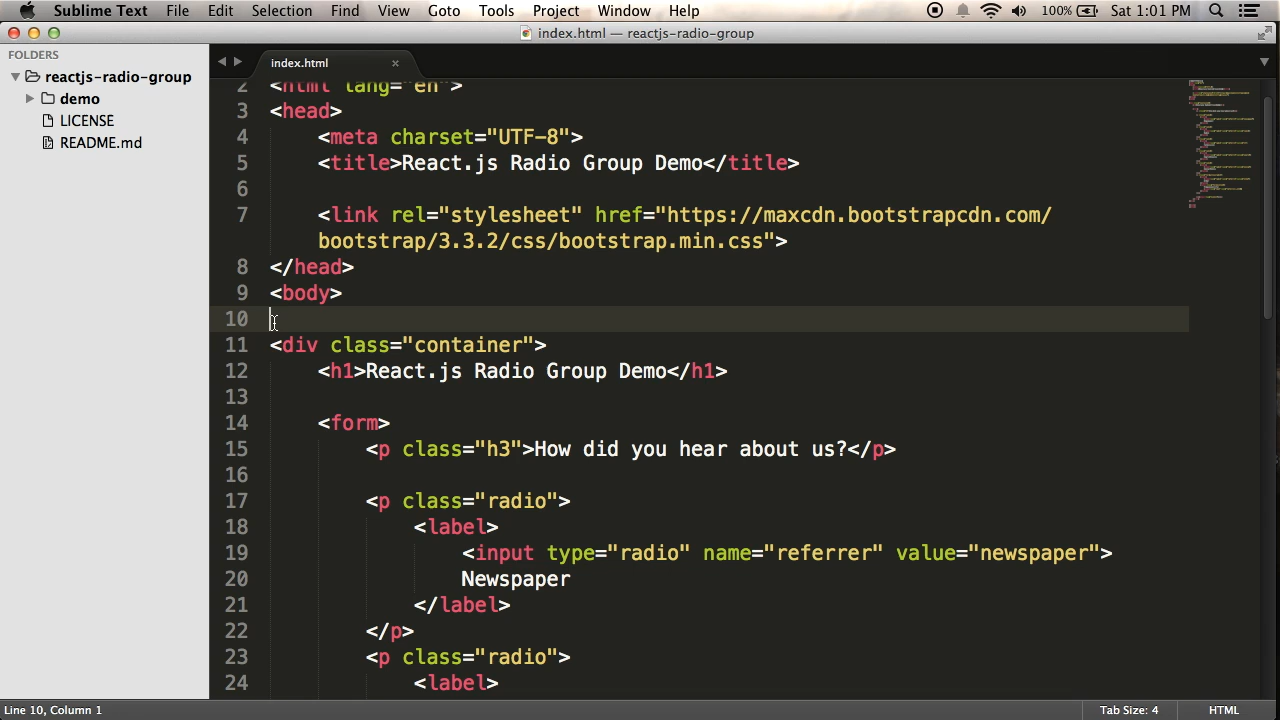 Sublime Text File Edit Selection Find View Goto Tools Project Window Help 100% Sat 1:01 PM
index.html — reactjs-radio-group
FOLDERS
reactjs-radio-group
demo
LICENSE
README.md
index.html
2 <html lang="en">
3 <head>
4 <meta charset="UTF-8">
5 <title>React.js Radio Group Demo</title>
6
7 <link rel="stylesheet" href="https://maxcdn.bootstrapcdn.com/
bootstrap/3.3.2/css/bootstrap.min.css">
8 </head>
9 <body>
10
11 <div class="container">
12 <h1>React.js Radio Group Demo</h1>
13
14 <form>
15 <p class="h3">How did you hear about us?</p>
16
17 <p class="radio">
18 <label>
19 <input type="radio" name="referrer" value="newspaper">
20 Newspaper
21 </label>
22 </p>
23 <p class="radio">
24 <label>
Line 10, Column 1 Tab Size: 4 HTML